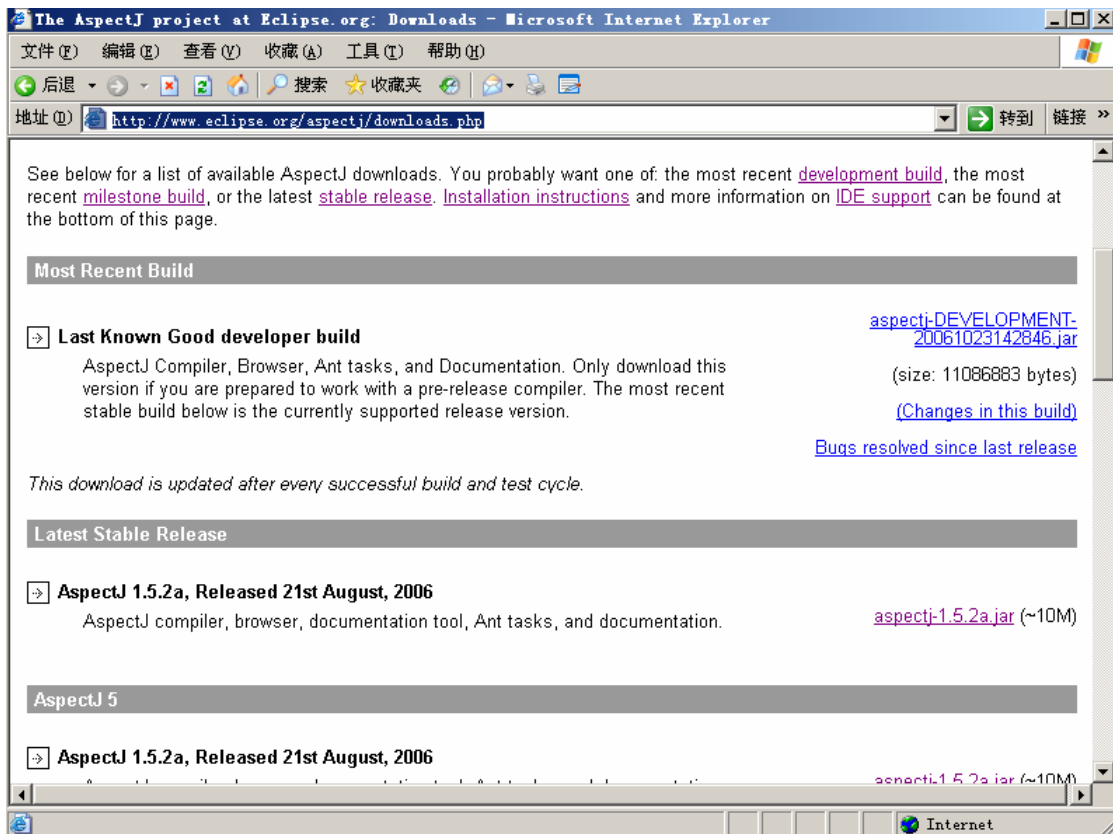 The AspectJ project at Eclipse.org: Downloads - Microsoft Internet Explorer
文件(F) 编辑(E) 查看(V) 收藏(A) 工具(T) 帮助(H)
后退 搜索 收藏夹
地址(D) http://www.eclipse.org/aspectj/downloads.php 转到 链接 »
See below for a list of available AspectJ downloads. You probably want one of: the most recent development build, the most
recent milestone build, or the latest stable release. Installation instructions and more information on IDE support can be found at
the bottom of this page.
Most Recent Build
Last Known Good developer build
AspectJ Compiler, Browser, Ant tasks, and Documentation. Only download this
version if you are prepared to work with a pre-release compiler. The most recent
stable build below is the currently supported release version.
aspectj-DEVELOPMENT-
20061023142846.jar
(size: 11086883 bytes)
(Changes in this build)
Bugs resolved since last release
This download is updated after every successful build and test cycle.
Latest Stable Release
AspectJ 1.5.2a, Released 21st August, 2006
AspectJ compiler, browser, documentation tool, Ant tasks, and documentation.
aspectj-1.5.2a.jar (~10M)
AspectJ 5
AspectJ 1.5.2a, Released 21st August, 2006
aspectj-1.5.2a.jar (~10M)
Internet